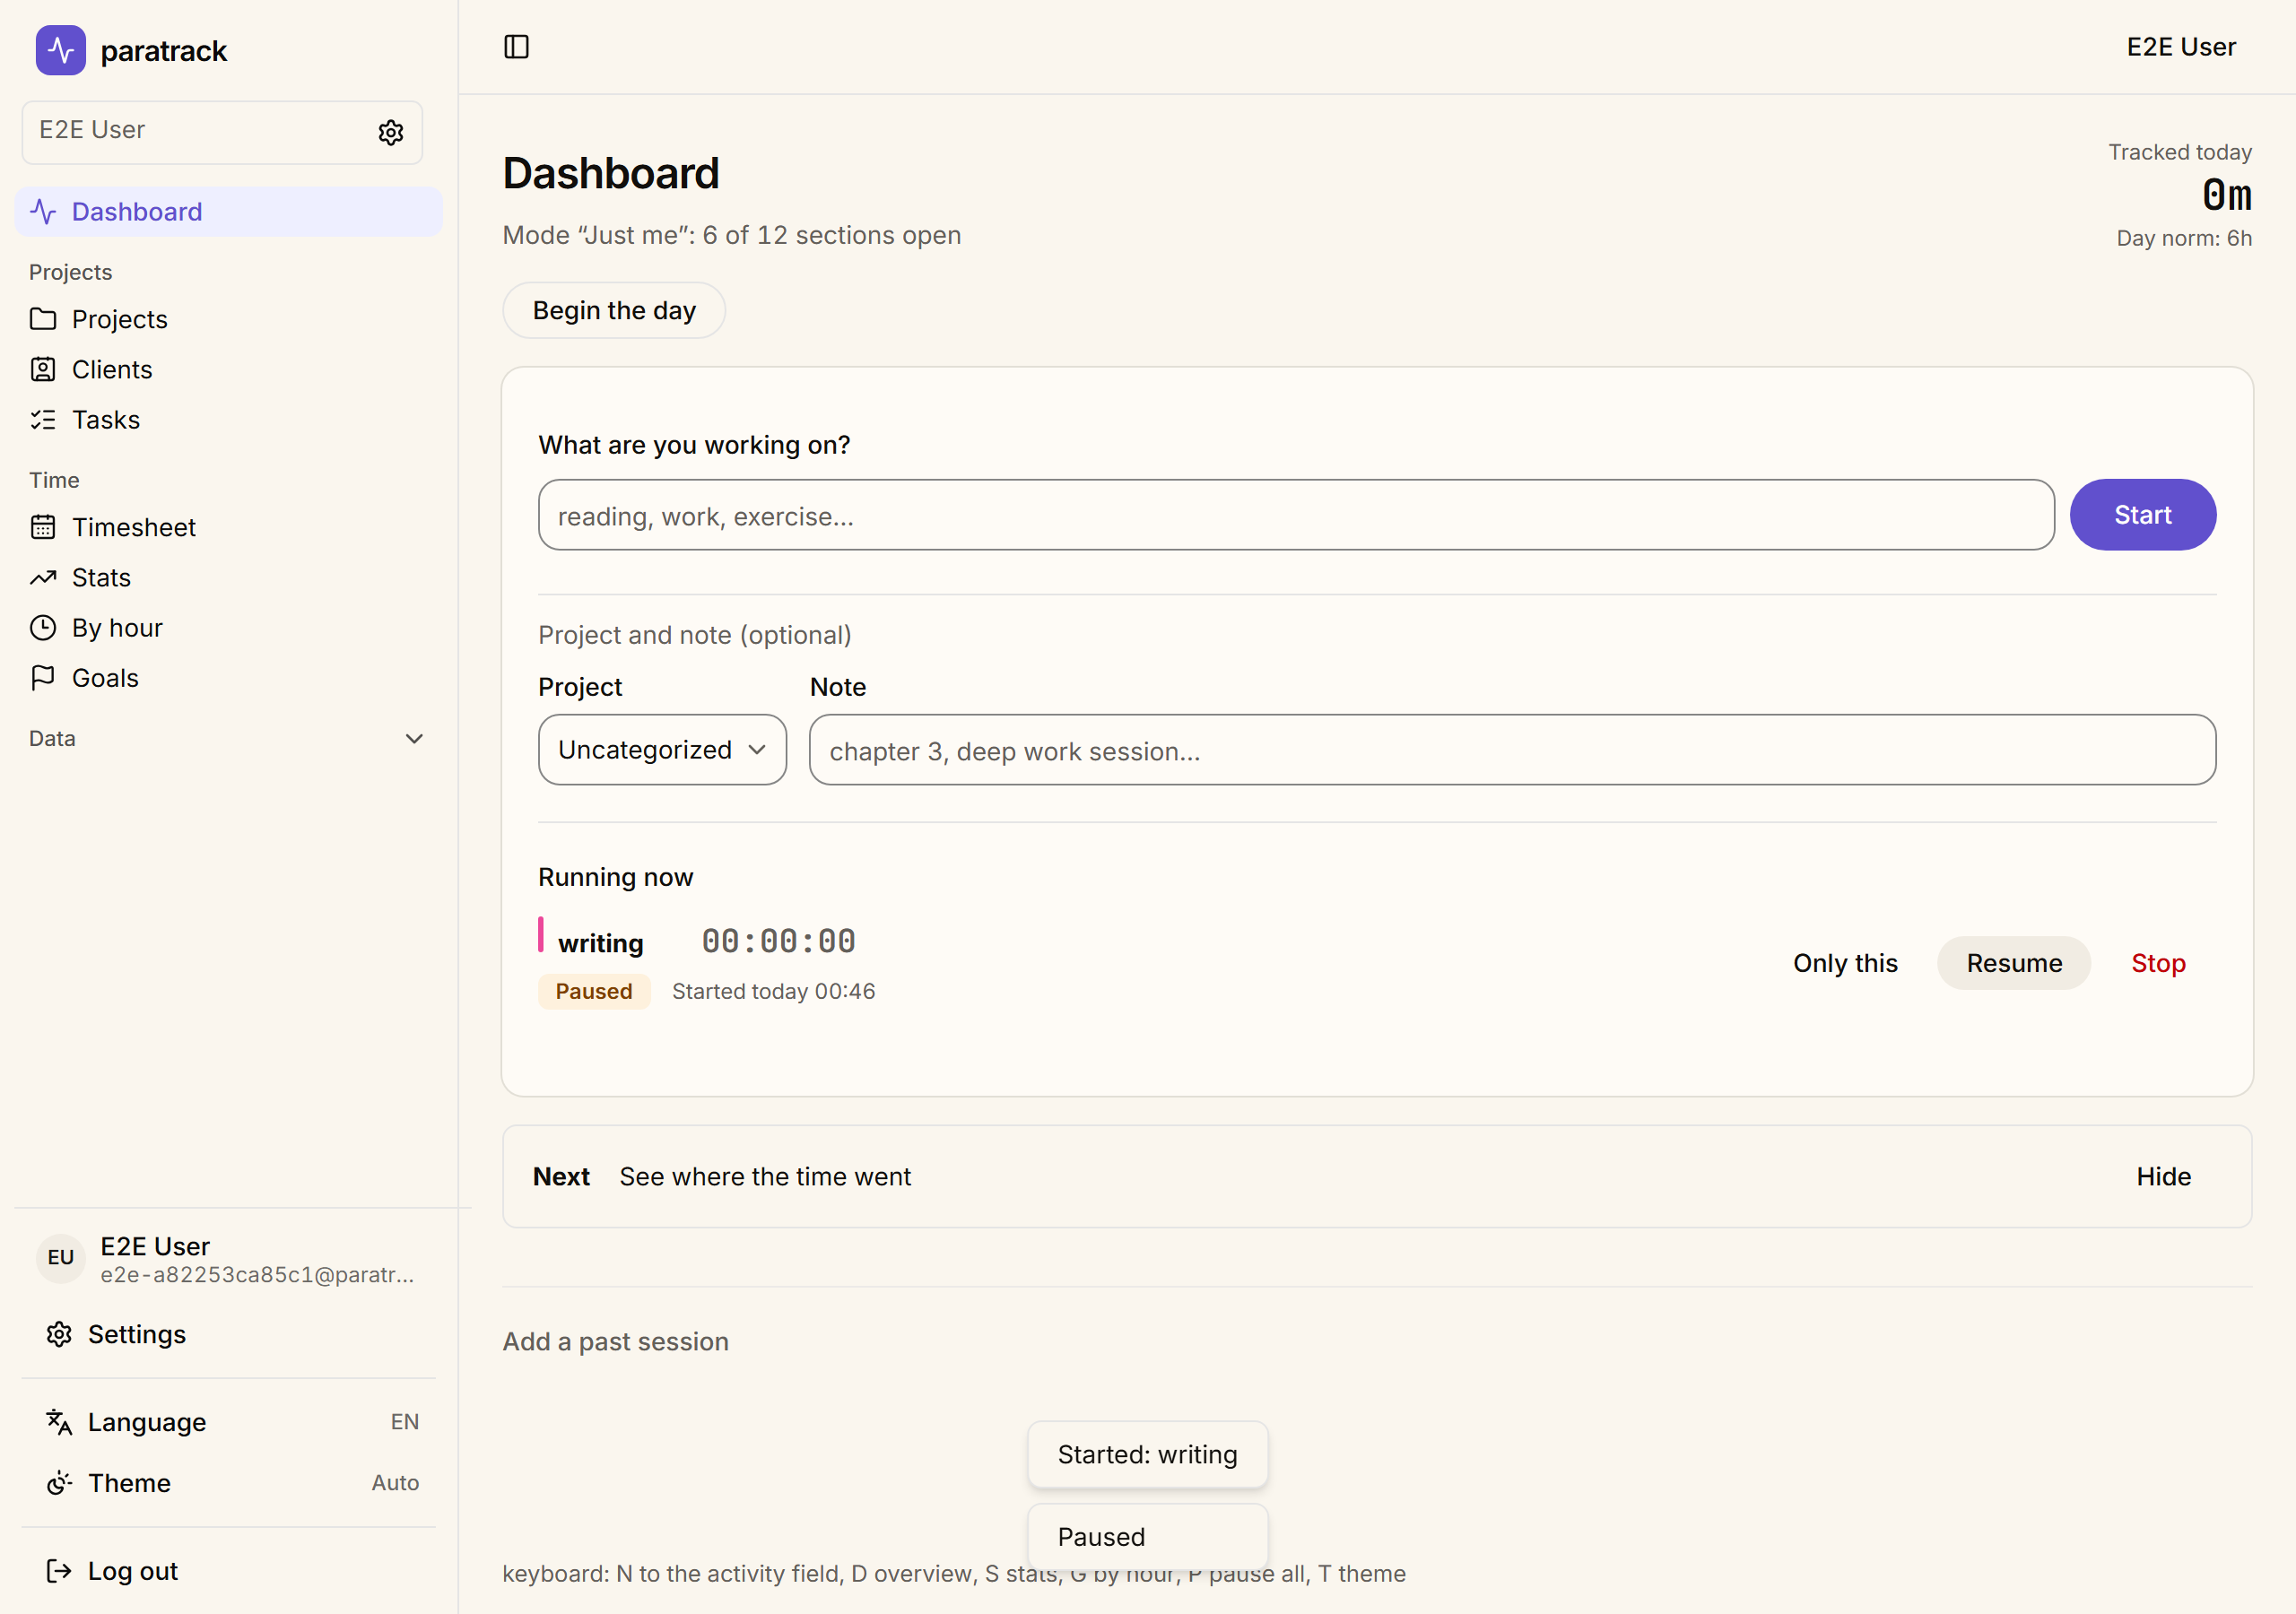 paratrack
E2E User
Dashboard
Projects
Projects
Clients
Tasks
Time
Timesheet
Stats
By hour
Goals
Data
EU
E2E User
e2e-a82253ca85c1@paratr...
Settings
Language EN
Theme Auto
Log out
E2E User
Dashboard
Mode “Just me”: 6 of 12 sections open
Tracked today
0m
Day norm: 6h
Begin the day
What are you working on?
reading, work, exercise...
Start
Project and note (optional)
Project Note
Uncategorized chapter 3, deep work session...
Running now
writing 00:00:00
Paused Started today 00:46
Only this Resume Stop
Next See where the time went Hide
Add a past session
Started: writing
Paused
keyboard: N to the activity field, D overview, S stats, G by hour, P pause all, T theme